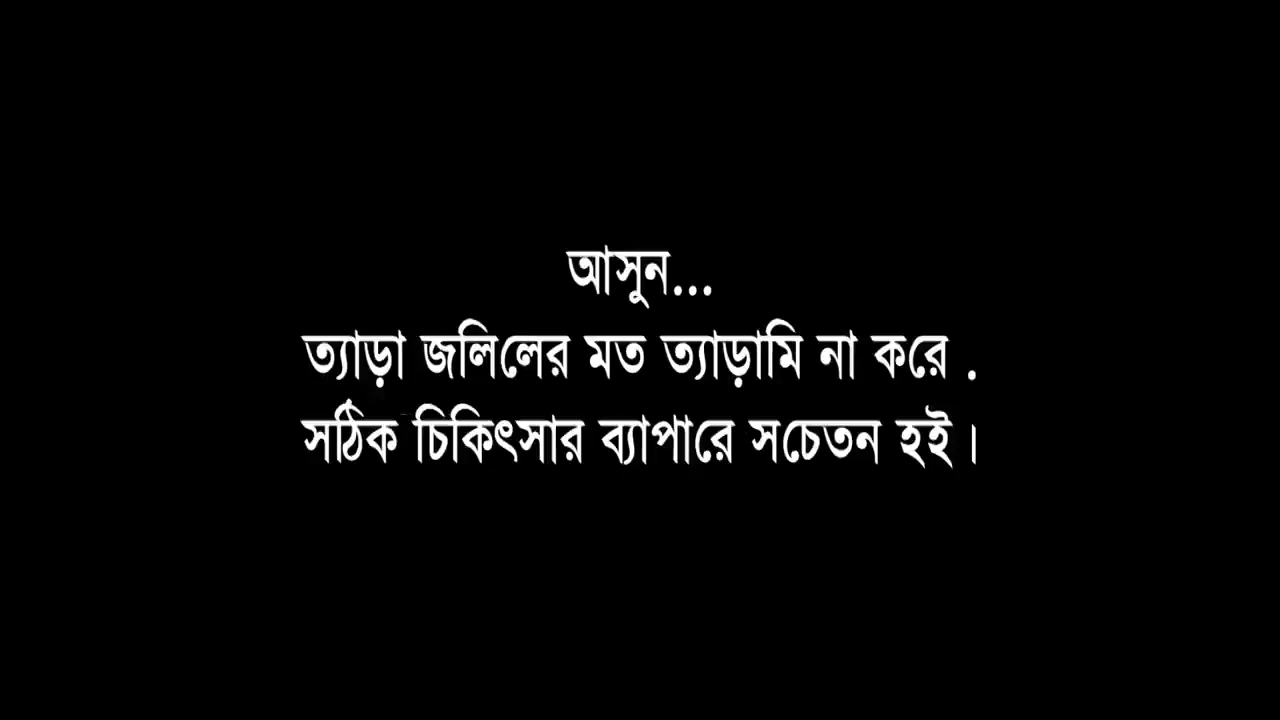 আসুন...
ত্যাড়া জলিলের মত ত্যাড়ামি না করে .
সঠিক চিকিৎসার ব্যাপারে সচেতন হই।